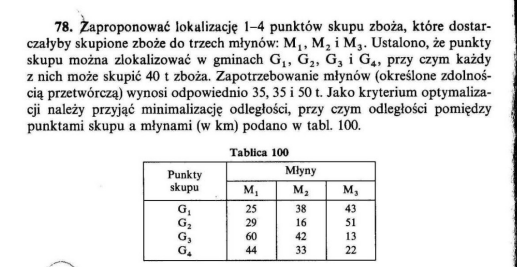 78. Zaproponować lokalizację 1–4 punktów skupu zboża, które dostar-
czałyby skupione zboże do trzech młynów: M₁, M₂ i M₃. Ustalono, że punkty
skupu można zlokalizować w gminach G₁, G₂, G₃ i G₄, przy czym każdy
z nich może skupić 40 t zboża. Zapotrzebowanie młynów (określone zdolnoś-
cią przetwórczą) wynosi odpowiednio 35, 35 i 50 t. Jako kryterium optymaliza-
cji należy przyjąć minimalizację odległości, przy czym odległości pomiędzy
punktami skupu a młynami (w km) podano w tabl. 100.
Tablica 100
Punkty skupu Młyny
M₁ M₂ M₃
G₁ 25 38 43
G₂ 29 16 51
G₃ 60 42 13
G₄ 44 33 22